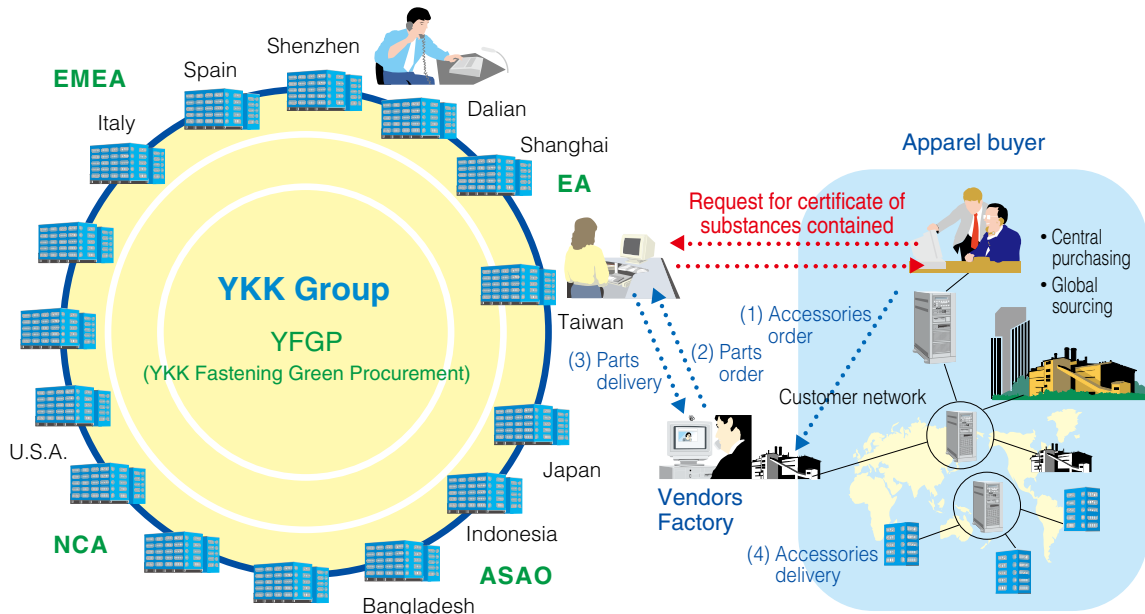 EMEA
Spain
Shenzhen
Italy
Dalian
Shanghai
EA
YKK Group
YFGP
(YKK Fastening Green Procurement)
Taiwan
U.S.A.
Japan
Indonesia
NCA
ASAO
Bangladesh
Apparel buyer
Request for certificate of
substances contained
• Central
purchasing
• Global
sourcing
(1) Accessories
order
(2) Parts
order
(3) Parts
delivery
Customer network
Vendors
Factory
(4) Accessories
delivery